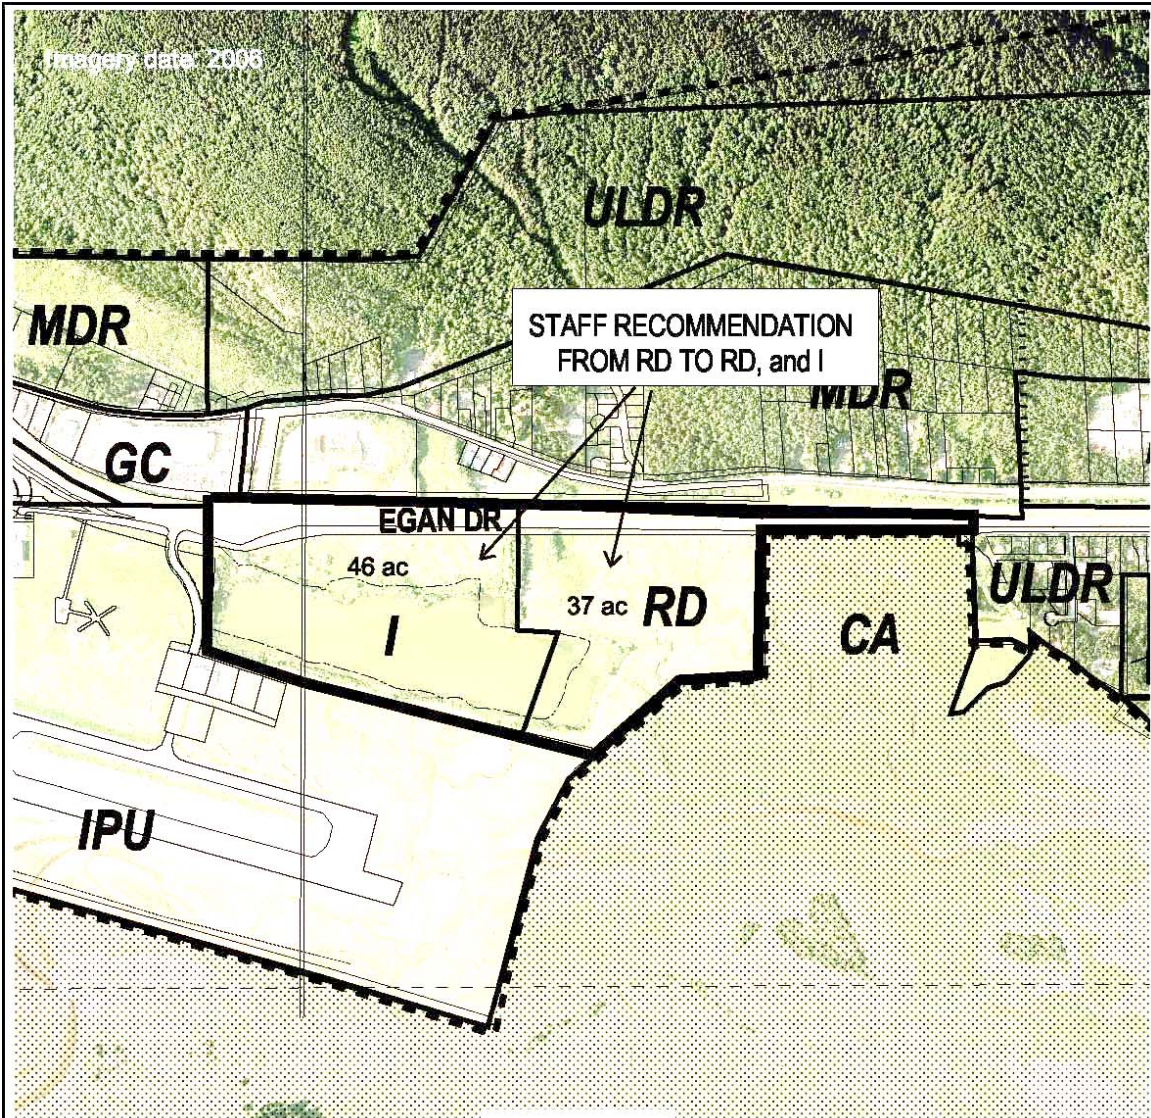 Imagery date: 2006
ULDR
MDR
STAFF RECOMMENDATION
FROM RD TO RD, and I
MDR
GC
EGAN DR
46 ac
37 ac
RD
ULDR
I
CA
IPU